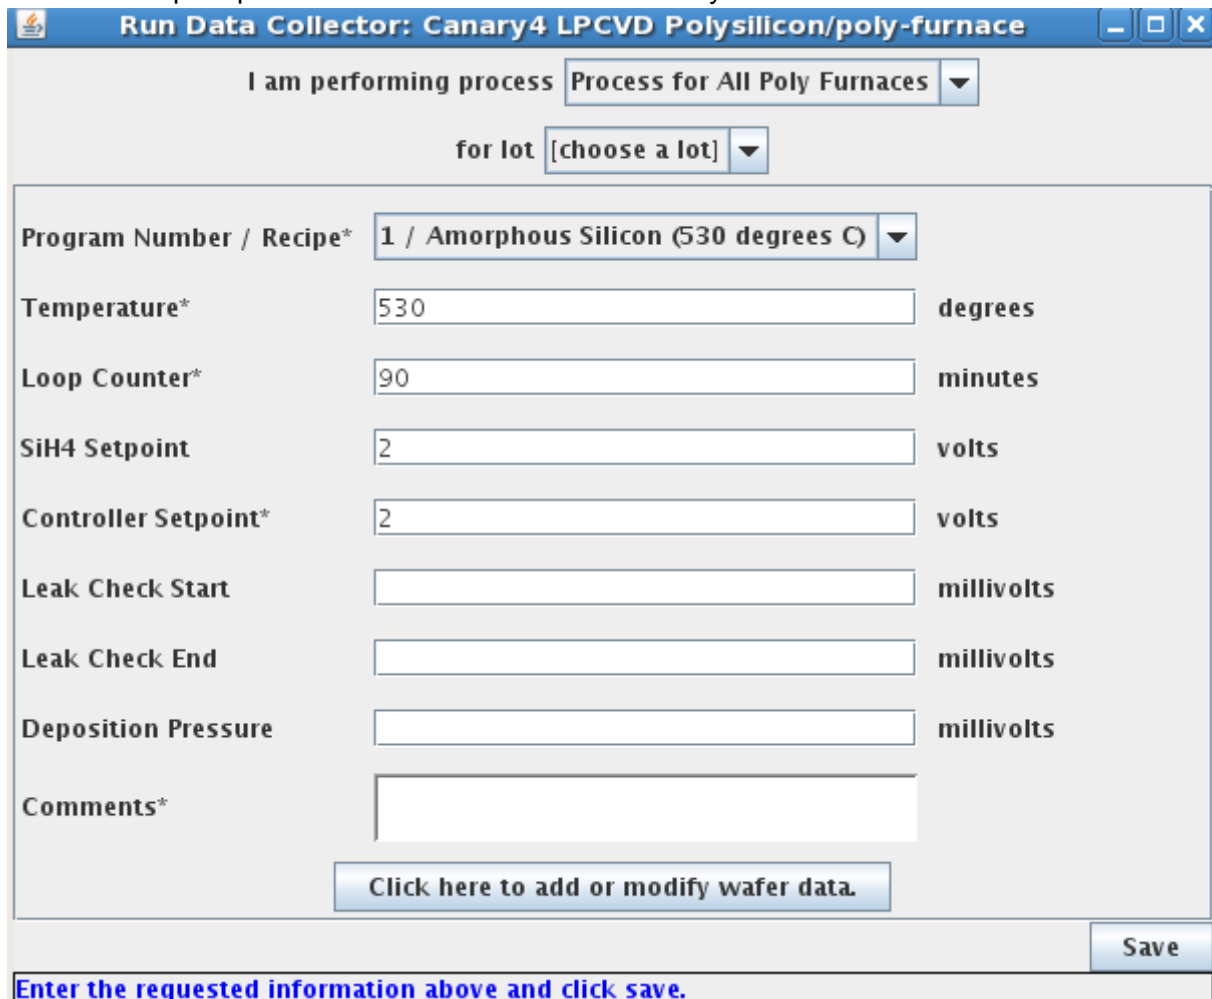 Run Data Collector: Canary4 LPCVD Polysilicon/poly-furnace
I am performing process Process for All Poly Furnaces
for lot [choose a lot]
Program Number / Recipe* 1 / Amorphous Silicon (530 degrees C)
Temperature* 530 degrees
Loop Counter* 90 minutes
SiH4 Setpoint 2 volts
Controller Setpoint* 2 volts
Leak Check Start millivolts
Leak Check End millivolts
Deposition Pressure millivolts
Comments*
Click here to add or modify wafer data.
Save
Enter the requested information above and click save.